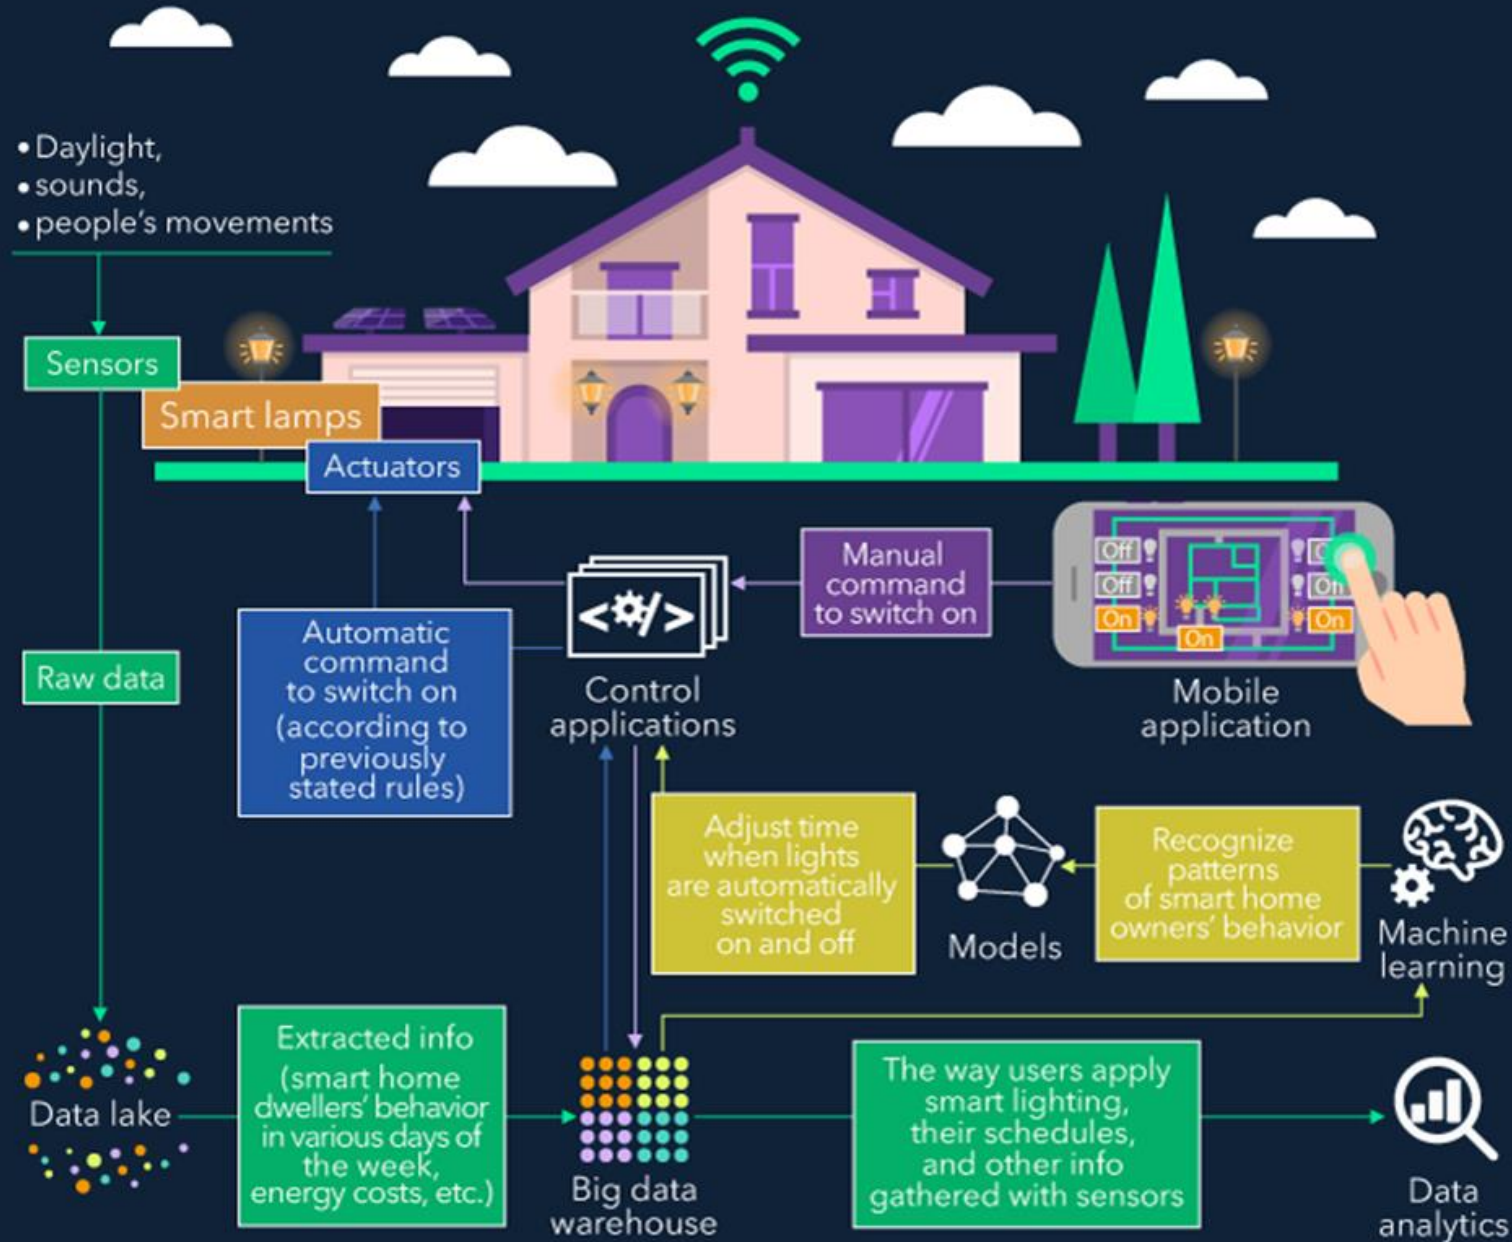 • Daylight,
• sounds,
• people's movements
Sensors
Smart lamps
Actuators
Manual
command
to switch on
Off
Off
On
On
On
On
Mobile
application
Automatic
command
to switch on
(according to
previously
stated rules)
</>
Control
applications
Raw data
Adjust time
when lights
are automatically
switched
on and off
Models
Recognize
patterns
of smart home
owners' behavior
Machine
learning
Data lake
Extracted info
(smart home
dwellers' behavior
in various days of
the week,
energy costs, etc.)
Big data
warehouse
The way users apply
smart lighting,
their schedules,
and other info
gathered with sensors
Data
analytics